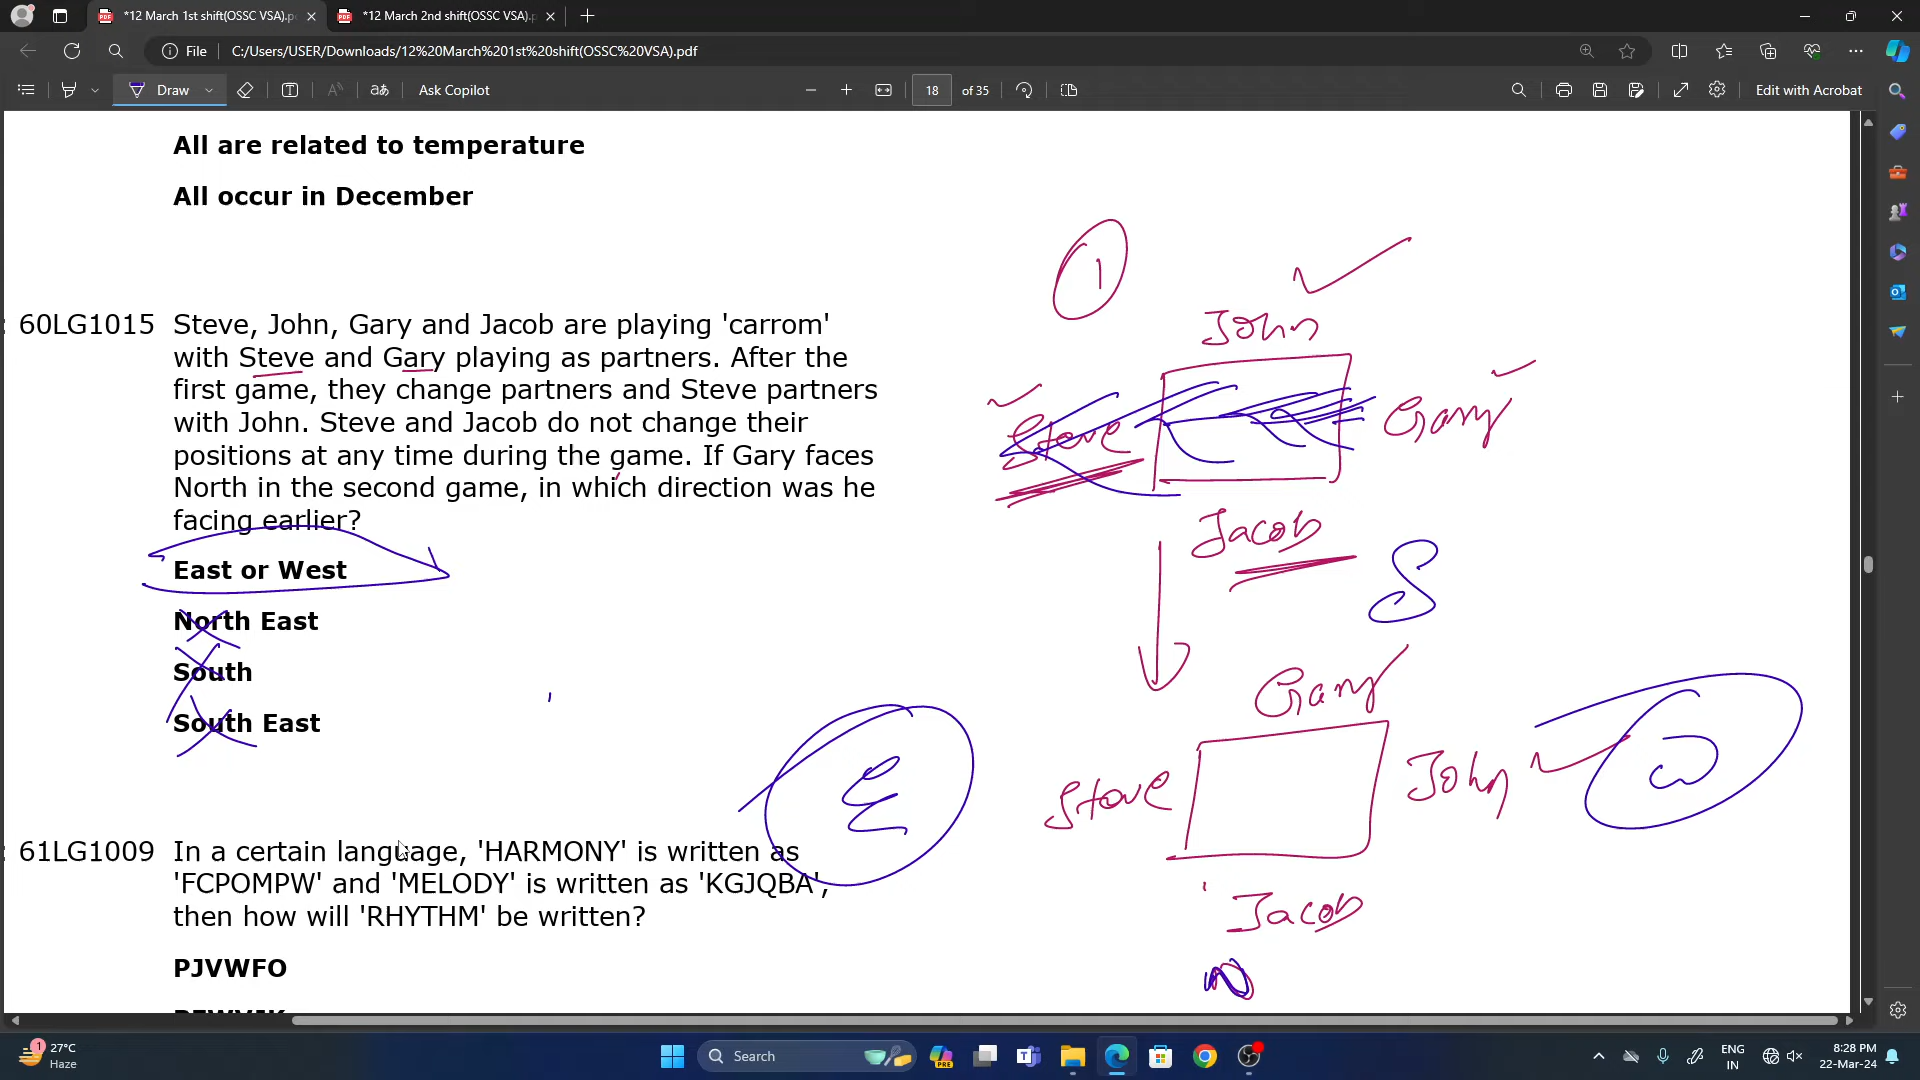 *12 March 1st shift(OSSC VSA).p
*12 March 2nd shift(OSSC VSA).p
File
C:/Users/USER/Downloads/12%20March%201st%20shift(OSSC%20VSA).pdf
Draw
Ask Copilot
18
of 35
Edit with Acrobat
All are related to temperature
All occur in December
1
John
Steve
Gary
Jacob
60LG1015
Steve, John, Gary and Jacob are playing 'carrom'
with Steve and Gary playing as partners. After the
first game, they change partners and Steve partners
with John. Steve and Jacob do not change their
positions at any time during the game. If Gary faces
North in the second game, in which direction was he
facing earlier?
East or West
North East
South
South East
S
Gary
Steve
John
Jacob
E
61LG1009
In a certain language, 'HARMONY' is written as
'FCPOMPW' and 'MELODY' is written as 'KGJQBA',
then how will 'RHYTHM' be written?
PJVWFO
1
27°C
Haze
Search
PRE
ENG
IN
8:28 PM
22-Mar-24